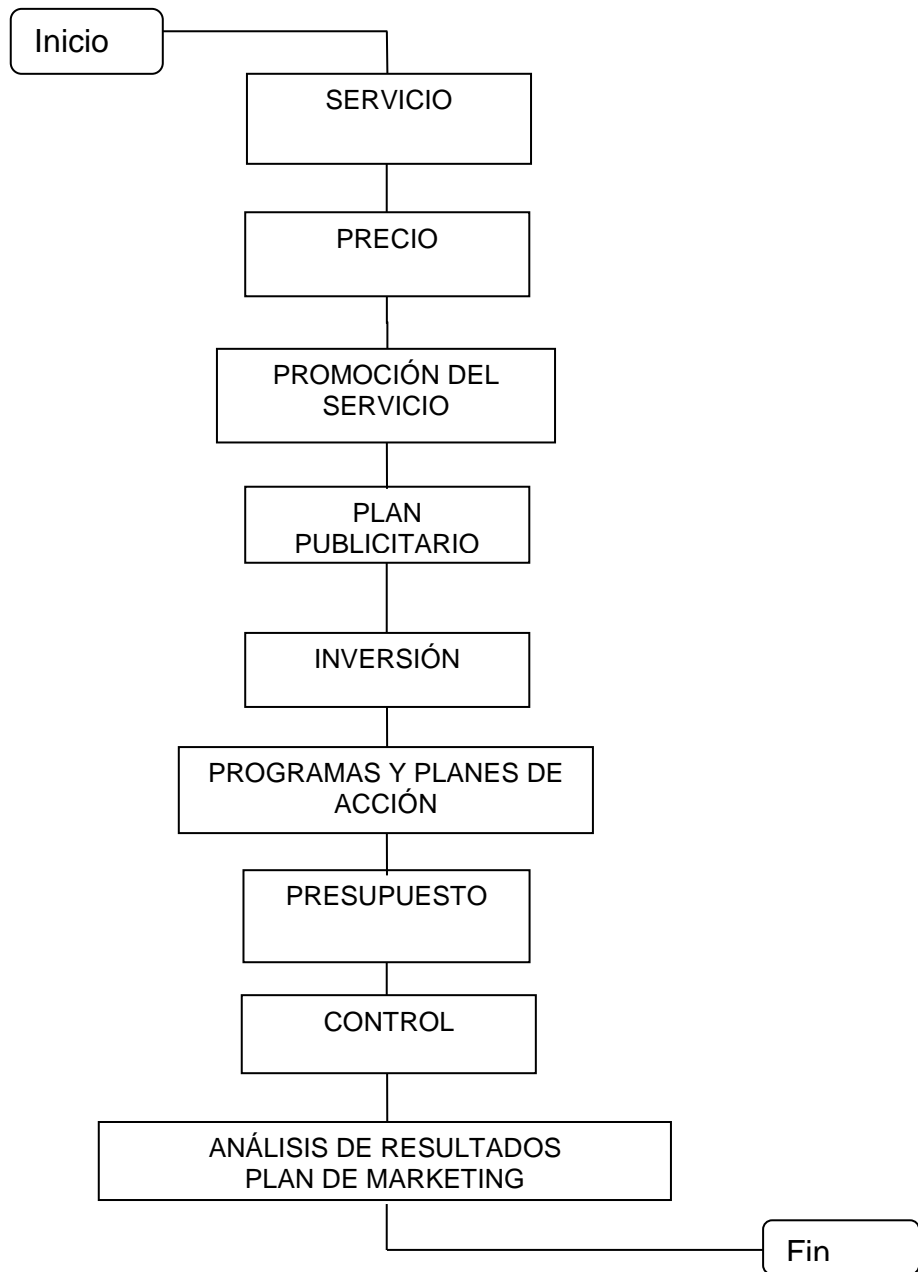 Inicio
SERVICIO
PRECIO
PROMOCIÓN DEL
SERVICIO
PLAN
PUBLICITARIO
INVERSIÓN
PROGRAMAS Y PLANES DE
ACCIÓN
PRESUPUESTO
CONTROL
ANÁLISIS DE RESULTADOS
PLAN DE MARKETING
Fin